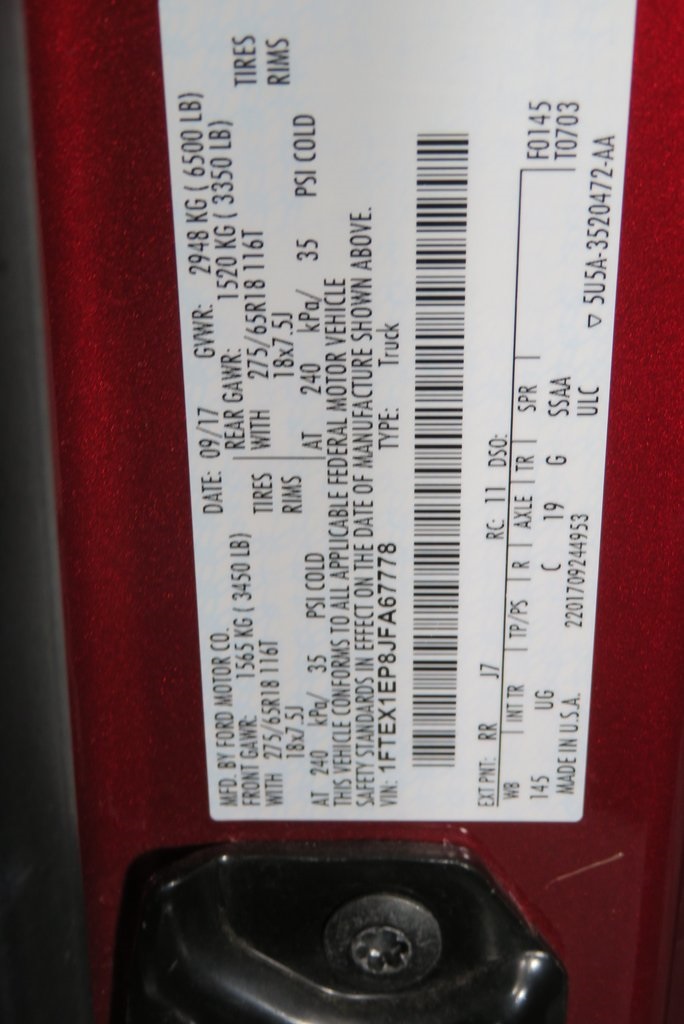 MFD. BY FORD MOTOR CO. DATE: 09/17 GVWR: 2948 KG ( 6500 LB)
FRONT GAWR: 1565 KG ( 3450 LB) REAR GAWR: 1520 KG ( 3350 LB)
WITH 275/65R18 116T TIRES WITH 275/65R18 116T TIRES
18x7.5J RIMS 18x7.5J RIMS
AT 240 kPa/ 35 PSI COLD AT 240 kPa/ 35 PSI COLD
THIS VEHICLE CONFORMS TO ALL APPLICABLE FEDERAL MOTOR VEHICLE
SAFETY STANDARDS IN EFFECT ON THE DATE OF MANUFACTURE SHOWN ABOVE.
VIN: 1FTEX1EP8JFA67778 TYPE: Truck
EXT PNT: RR J7 RC: 11 DSO: F0145
WB INT TR TP/PS R AXLE TR SPR T0703
145 UG C 19 G SSAA
MADE IN U.S.A. 2201709244953 ULC ▽ 5U5A-3520472-AA